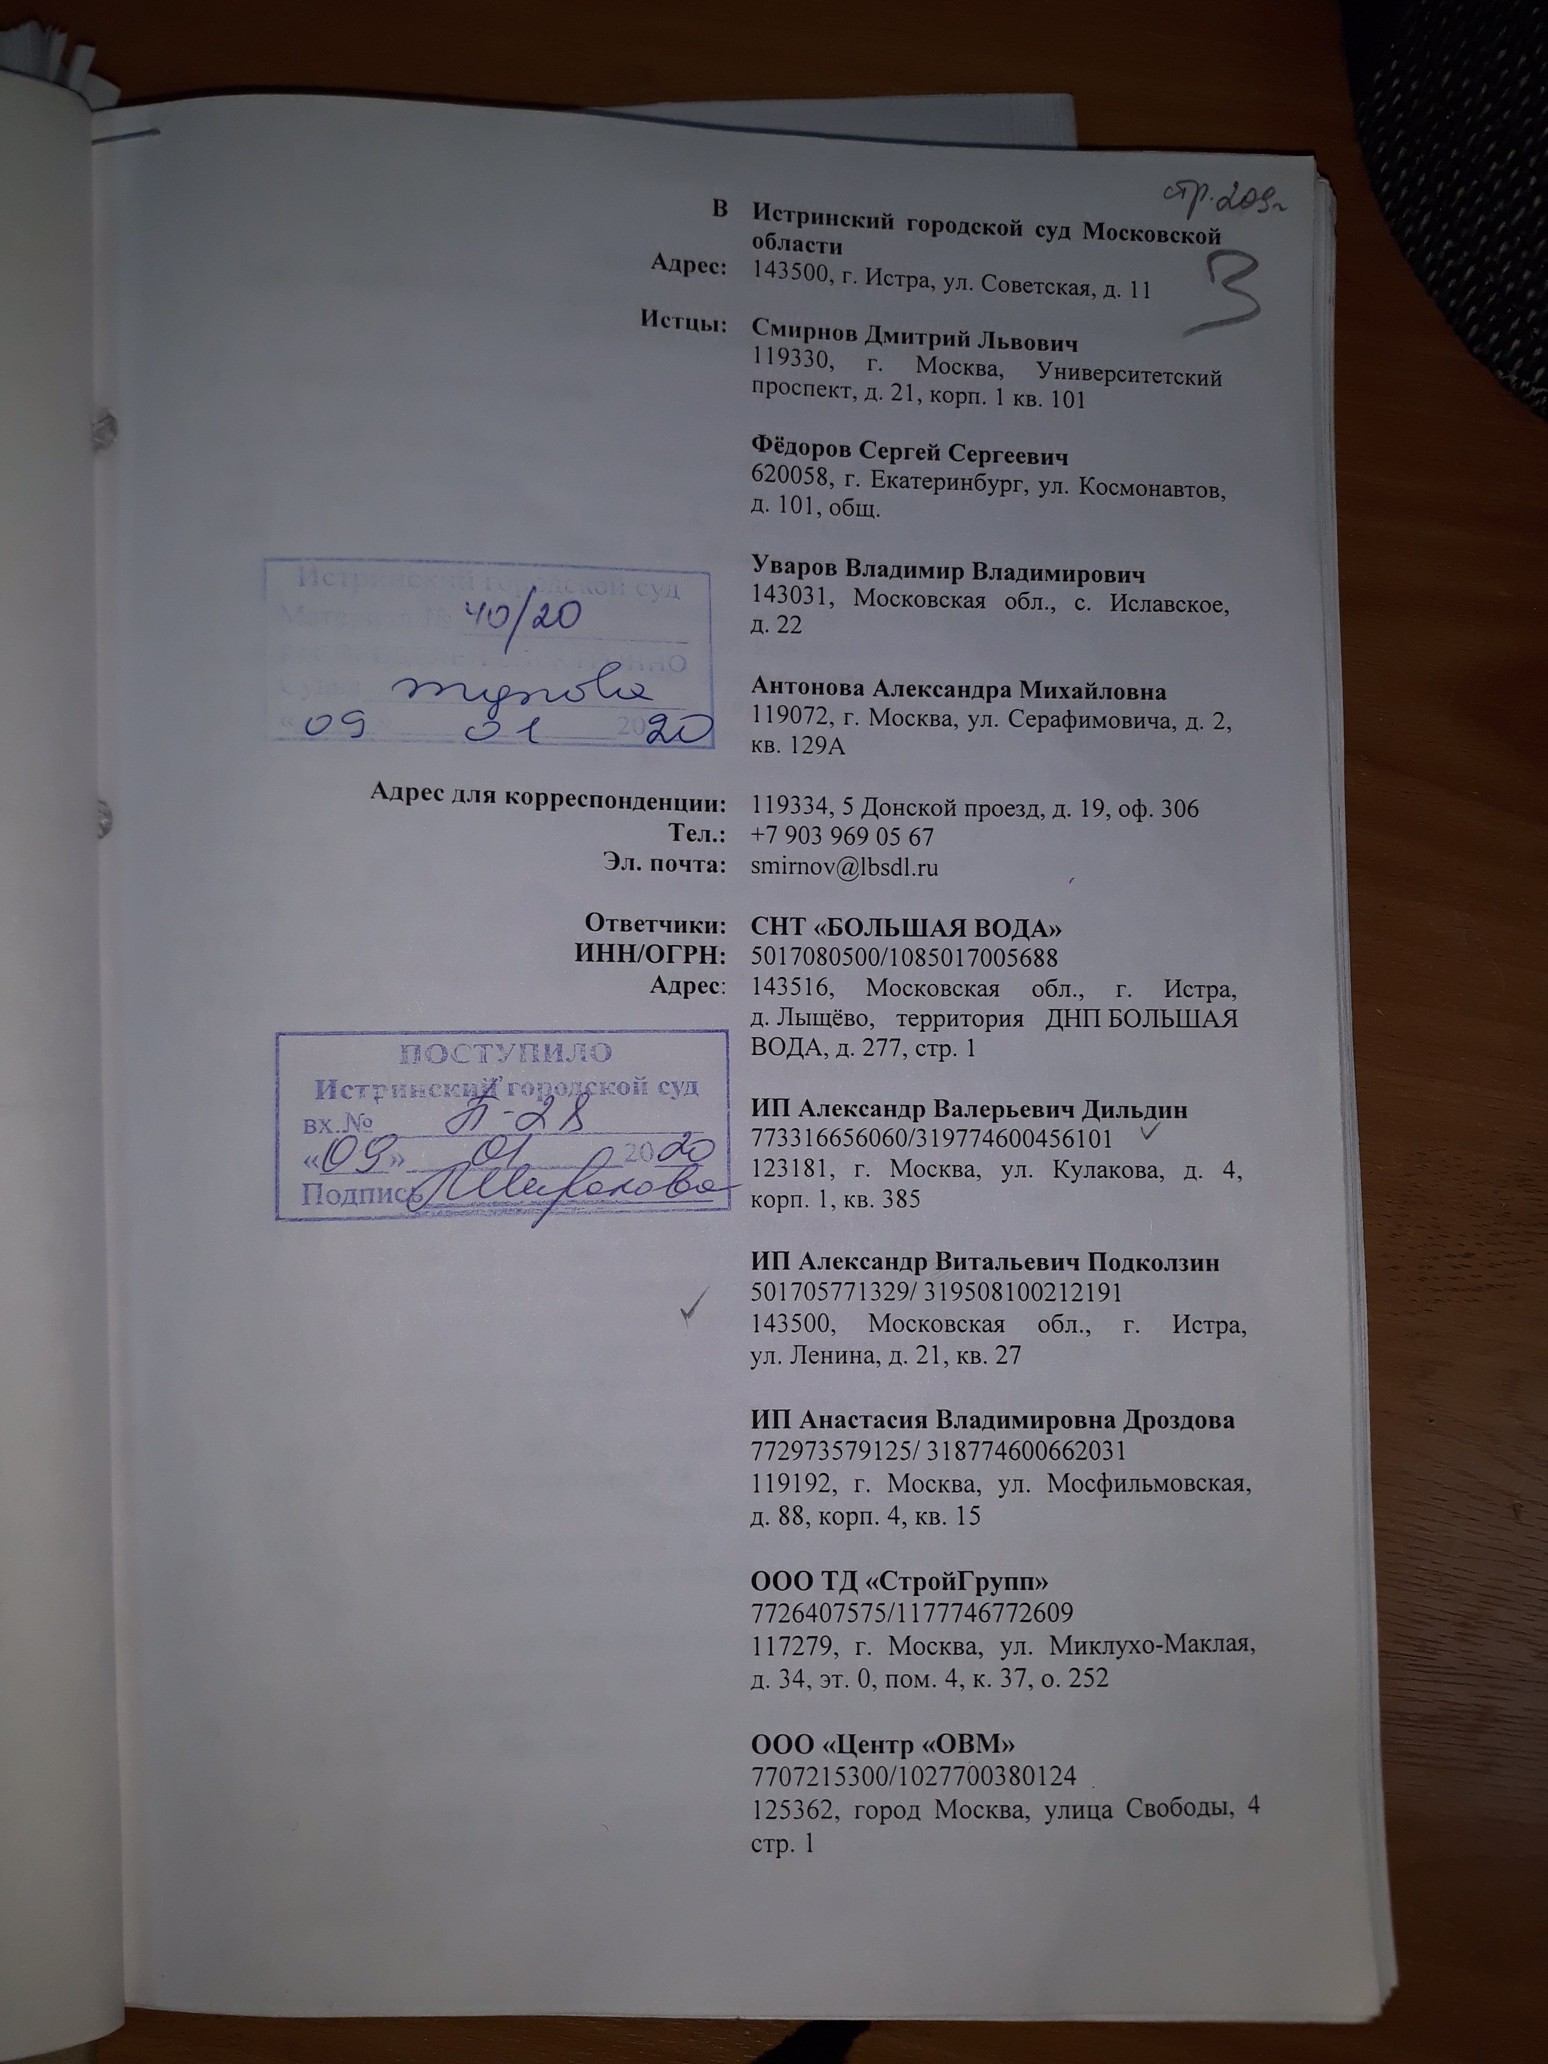 стр. 209
3
В Истринский городской суд Московской
области
Адрес: 143500, г. Истра, ул. Советская, д. 11
Истцы: Смирнов Дмитрий Львович
119330, г. Москва, Университетский
проспект, д. 21, корп. 1 кв. 101
Фёдоров Сергей Сергеевич
620058, г. Екатеринбург, ул. Космонавтов,
д. 101, общ.
Уваров Владимир Владимирович
143031, Московская обл., с. Иславское,
д. 22
Истринский городской суд
Материал № 40/20
Судья
«09» 01 2020
Антонова Александра Михайловна
119072, г. Москва, ул. Серафимовича, д. 2,
кв. 129А
Адрес для корреспонденции: 119334, 5 Донской проезд, д. 19, оф. 306
Тел.: +7 903 969 05 67
Эл. почта: smirnov@lbsdl.ru
Ответчики: СНТ «БОЛЬШАЯ ВОДА»
ИНН/ОГРН: 5017080500/1085017005688
Адрес: 143516, Московская обл., г. Истра,
д. Лыщёво, территория ДНП БОЛЬШАЯ
ВОДА, д. 277, стр. 1
ПОСТУПИЛО
Истринский городской суд
вх.№ П-28
«09» 01 2020
Подпись
ИП Александр Валерьевич Дильдин
773316656060/319774600456101
123181, г. Москва, ул. Кулакова, д. 4,
корп. 1, кв. 385
ИП Александр Витальевич Подколзин
501705771329/ 319508100212191
143500, Московская обл., г. Истра,
ул. Ленина, д. 21, кв. 27
ИП Анастасия Владимировна Дроздова
772973579125/ 318774600662031
119192, г. Москва, ул. Мосфильмовская,
д. 88, корп. 4, кв. 15
ООО ТД «СтройГрупп»
7726407575/1177746772609
117279, г. Москва, ул. Миклухо-Маклая,
д. 34, эт. 0, пом. 4, к. 37, о. 252
ООО «Центр «ОВМ»
7707215300/1027700380124
125362, город Москва, улица Свободы, 4
стр. 1